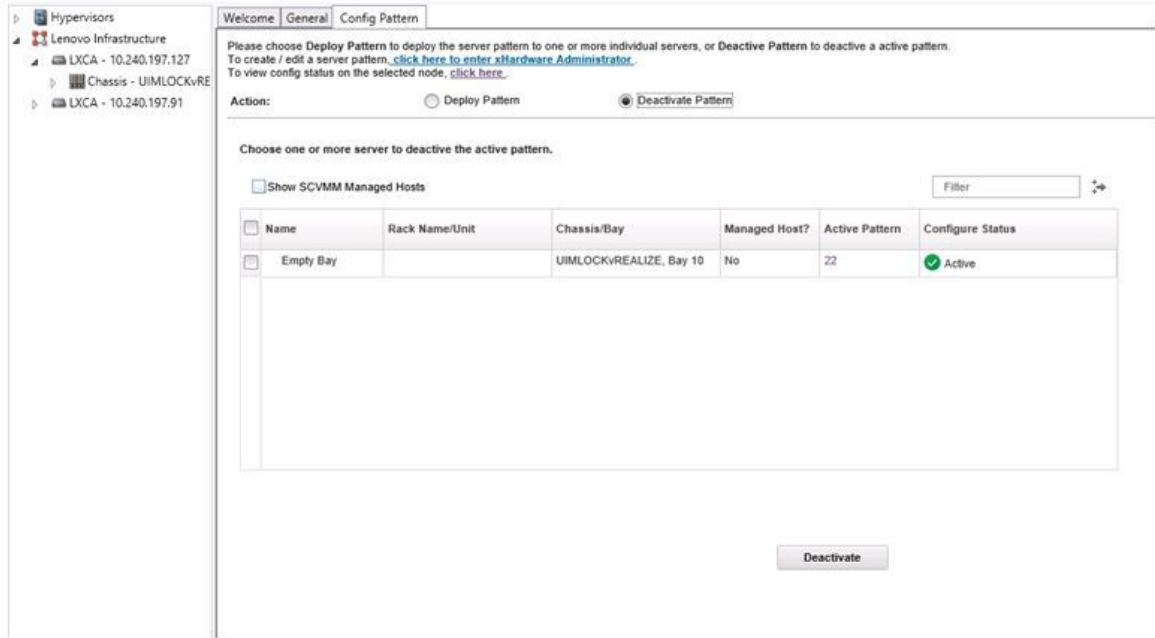 Hypervisors
Lenovo Infrastructure
LXCA - 10.240.197.127
Chassis - UIMLOCKvRE
LXCA - 10.240.197.91
Welcome General Config Pattern
Please choose Deploy Pattern to deploy the server pattern to one or more individual servers, or Deactive Pattern to deactive a active pattern.
To create / edit a server pattern, click here to enter xHardware Administrator .
To view config status on the selected node, click here .
Action: Deploy Pattern Deactivate Pattern
Choose one or more server to deactive the active pattern.
Show SCVMM Managed Hosts Filter
Name Rack Name/Unit Chassis/Bay Managed Host? Active Pattern Configure Status
Empty Bay UIMLOCKvREALIZE, Bay 10 No 22 Active
Deactivate